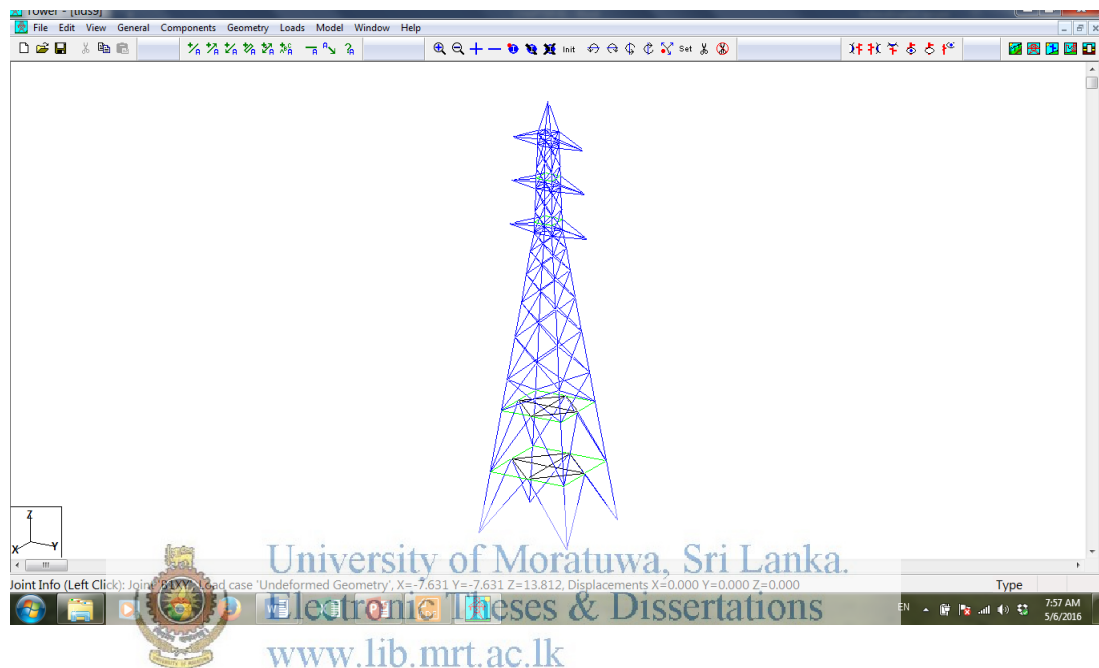 Tower - [tids9]
File Edit View General Components Geometry Loads Model Window Help
Init Set
Z
X Y
University of Moratuwa, Sri Lanka.
Joint Info (Left Click): Joint 'B1XY', Load case 'Undeformed Geometry', X=-7.631 Y=-7.631 Z=13.812, Displacements X=0.000 Y=0.000 Z=0.000 Type
Electronic Theses & Dissertations
EN 7:57 AM
5/6/2016
www.lib.mrt.ac.lk